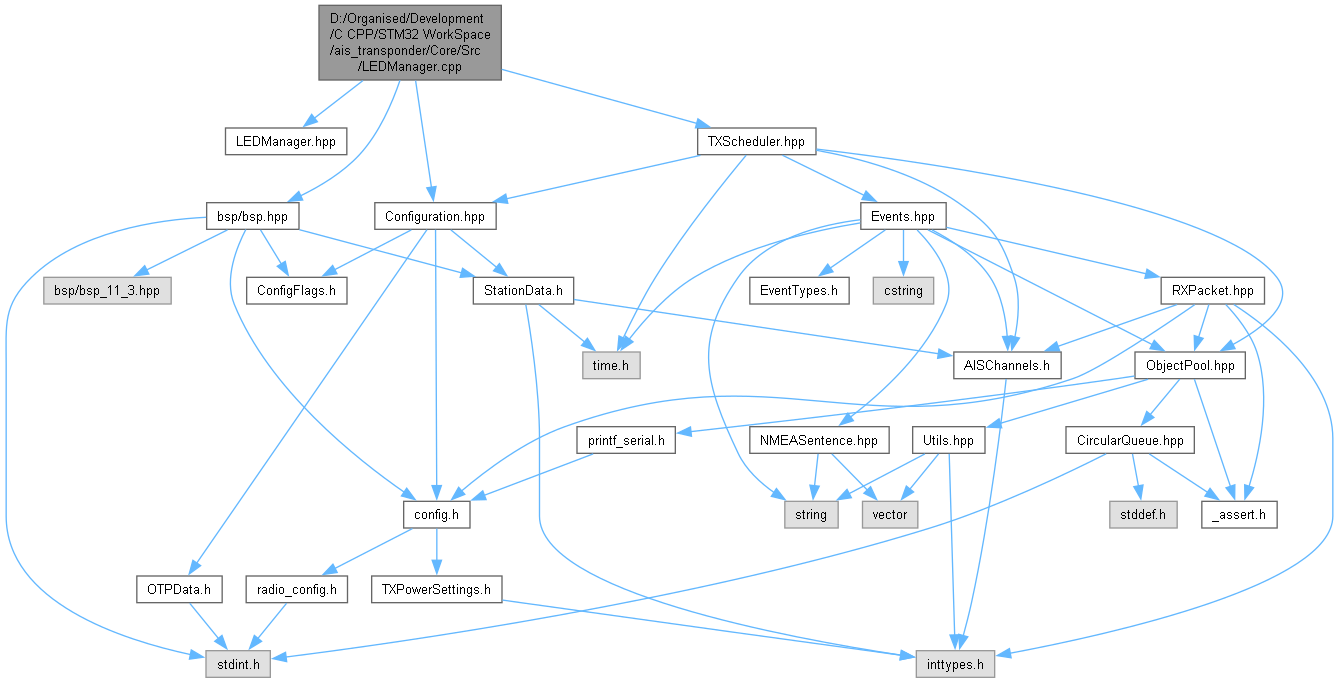 D:/Organised/Development
/C CPP/STM32 WorkSpace
/ais_transponder/Core/Src
/LEDManager.cpp
LEDManager.hpp
TXScheduler.hpp
bsp/bsp.hpp
Configuration.hpp
Events.hpp
bsp/bsp_11_3.hpp
ConfigFlags.h
StationData.h
EventTypes.h
cstring
RXPacket.hpp
time.h
AISChannels.h
ObjectPool.hpp
printf_serial.h
NMEASentence.hpp
Utils.hpp
CircularQueue.hpp
config.h
string
vector
stddef.h
_assert.h
OTPData.h
radio_config.h
TXPowerSettings.h
stdint.h
inttypes.h